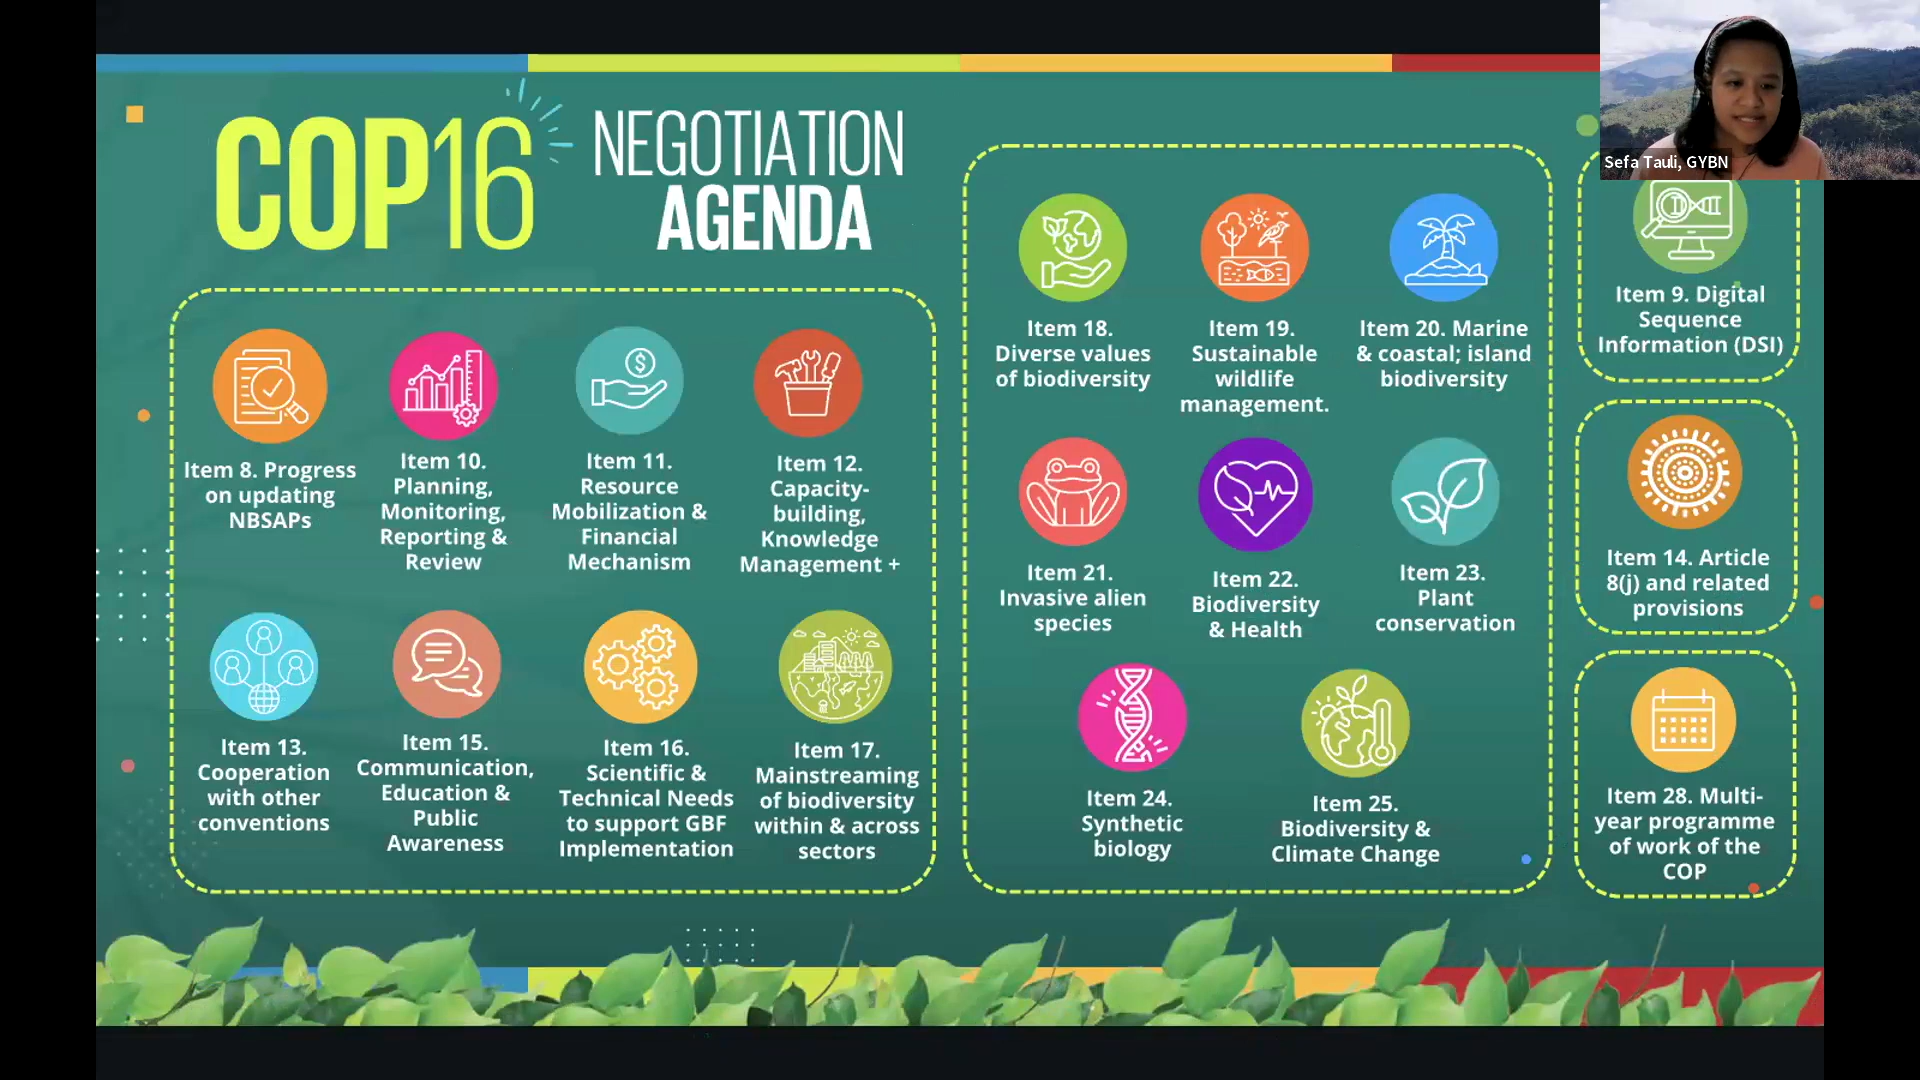 COP16
NEGOTIATION
AGENDA
Item 8. Progress
on updating
NBSAPs
Item 10.
Planning,
Monitoring,
Reporting &
Review
Item 11.
Resource
Mobilization &
Financial
Mechanism
Item 12.
Capacity-
building,
Knowledge
Management +
Item 13.
Cooperation
with other
conventions
Item 15.
Communication,
Education &
Public
Awareness
Item 16.
Scientific &
Technical Needs
to support GBF
Implementation
Item 17.
Mainstreaming
of biodiversity
within & across
sectors
Item 18.
Diverse values
of biodiversity
Item 19.
Sustainable
wildlife
management.
Item 20. Marine
& coastal; island
biodiversity
Item 21.
Invasive alien
species
Item 22.
Biodiversity
& Health
Item 23.
Plant
conservation
Item 24.
Synthetic
biology
Item 25.
Biodiversity &
Climate Change
Sefa Tauli, GYBN
Item 9. Digital
Sequence
Information (DSI)
Item 14. Article
8(j) and related
provisions
Item 28. Multi-
year programme
of work of the
COP